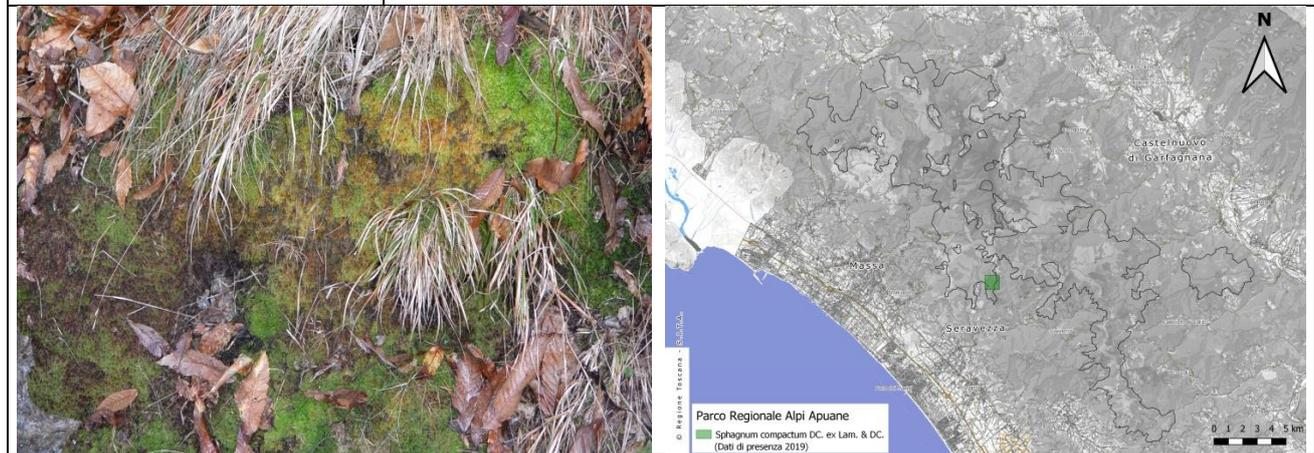 N
Castelnuovo
di Garfagnana
Massa
Seravezza
© Regione Toscana - S.I.T.A.
Parco Regionale Alpi Apuane
Sphagnum compactum DC. ex Lam. & DC.
(Dati di presenza 2019)
0 1 2 3 4 5 km